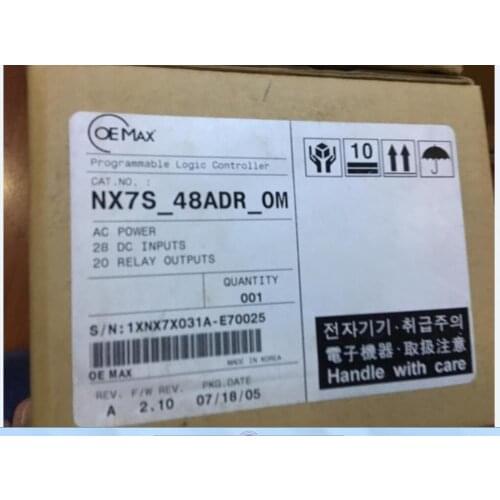 OE MAX
Programmable Logic Controller
CAT.NO. :
NX7S_48ADR_0M
AC POWER
28 DC INPUTS
20 RELAY OUTPUTS
QUANTITY
001
S/N:1XNX7X031A-E70025
MADE IN KOREA
OE MAX
REV. F/W REV. PKG.DATE
A 2.10 07/18/05
10
전자기기·취급주의
電子機器·取扱注意
Handle with care